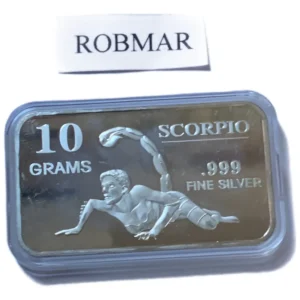 ROBMAR
10
GRAMS
SCORPIO
.999
FINE SILVER